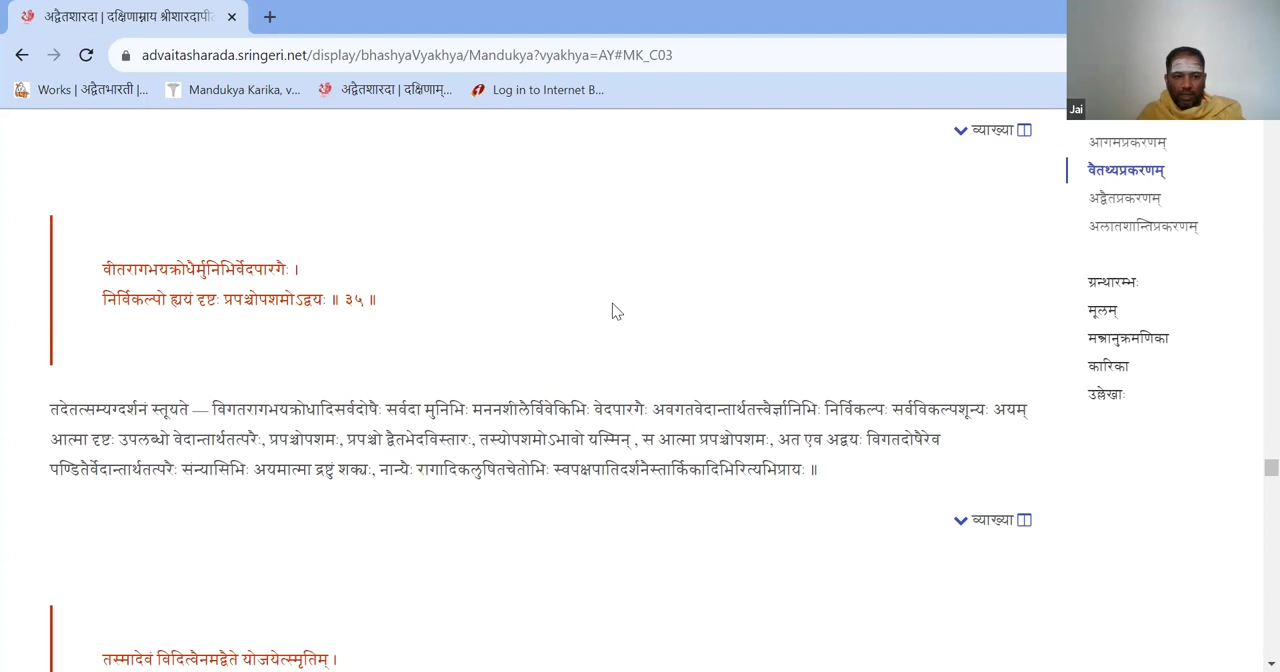 अद्वैतशारदा | दक्षिणाम्नाय श्रीशारदापी
advaitasharada.sringeri.net/display/bhashyaVyakhya/Mandukya?vyakhya=AY#MK_C03
Works | अद्वैतभारती |... Mandukya Karika, v... अद्वैतशारदा | दक्षिणाम्... Log in to Internet B...
Jai
व्याख्या
वीतरागभयक्रोधैर्मुनिभिर्वेदपारगैः ।
निर्विकल्पो ह्ययं दृष्टः प्रपञ्चोपशमोऽद्वयः ॥ ३५ ॥
तदेतत्सम्यग्दर्शनं स्तूयते — विगतरागभयक्रोधादिसर्वदोषैः सर्वदा मुनिभिः मननशीलैर्विवेकिभिः वेदपारगैः अवगतवेदान्तार्थतत्त्वैर्ज्ञानिभिः निर्विकल्पः सर्वविकल्पशून्यः अयम्
आत्मा दृष्टः उपलब्धो वेदान्तार्थतत्परैः, प्रपञ्चोपशमः, प्रपञ्चो द्वैतभेदविस्तारः, तस्योपशमोऽभावो यस्मिन् , स आत्मा प्रपञ्चोपशमः, अत एव अद्वयः विगतदोषैरेव
पण्डितैर्वेदान्तार्थतत्परैः संन्यासिभिः अयमात्मा द्रष्टुं शक्यः, नान्यैः रागादिकलुषितचेतोभिः स्वपक्षपातिदर्शनैस्तार्किकादिभिरित्यभिप्रायः ॥
व्याख्या
तस्मादेवं विदित्वैनमद्वैते योजयेत्स्मृतिम् ।
आगमप्रकरणम्
वैतथ्यप्रकरणम्
अद्वैतप्रकरणम्
अलातशान्तिप्रकरणम्
ग्रन्थारम्भः
मूलम्
मन्त्रानुक्रमणिका
कारिका
उल्लेखाः